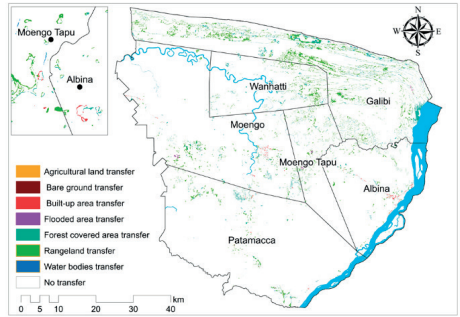 Moengo Tapu
Albina
N
W
E
S
Wanhatti
Galibi
Moengo
Moengo Tapu
Albina
Patamacca
Agricultural land transfer
Bare ground transfer
Built-up area transfer
Flooded area transfer
Forest covered area transfer
Rangeland transfer
Water bodies transfer
No transfer
km
0 5 10 20 30 40